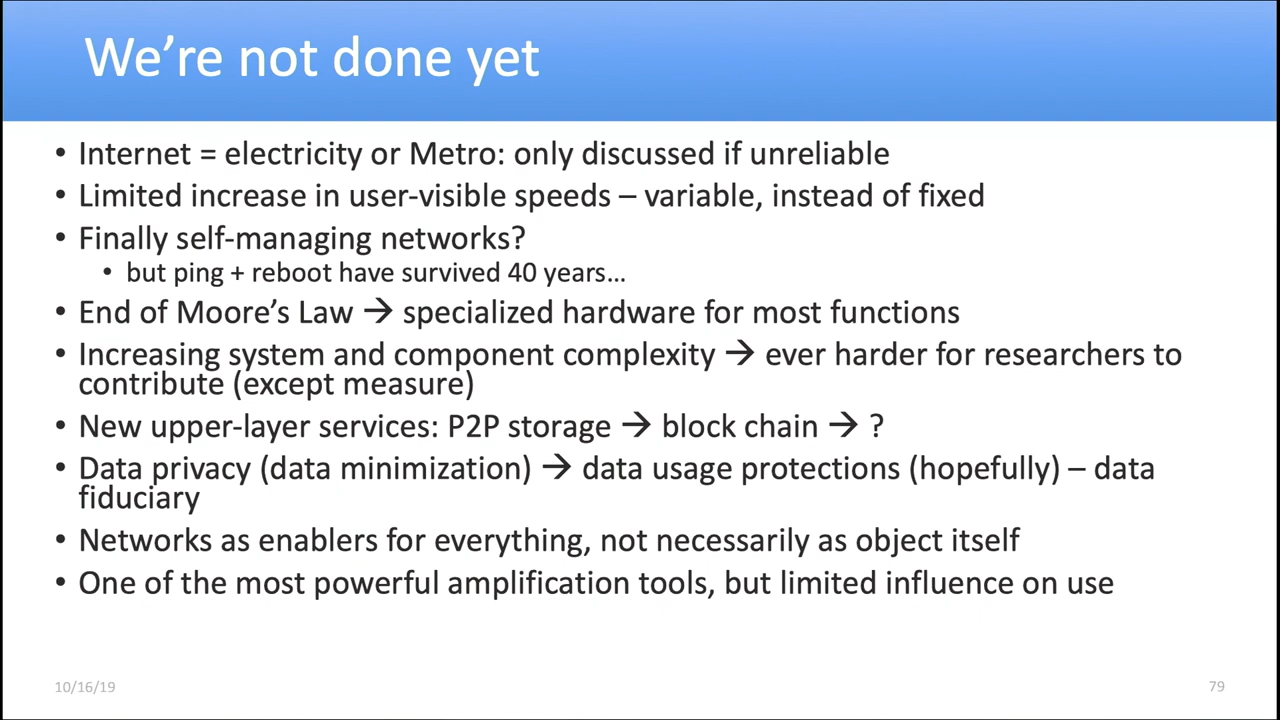 We’re not done yet
• Internet = electricity or Metro: only discussed if unreliable
• Limited increase in user-visible speeds – variable, instead of fixed
• Finally self-managing networks?
• but ping + reboot have survived 40 years…
• End of Moore’s Law → specialized hardware for most functions
• Increasing system and component complexity → ever harder for researchers to
contribute (except measure)
• New upper-layer services: P2P storage → block chain → ?
• Data privacy (data minimization) → data usage protections (hopefully) – data
fiduciary
• Networks as enablers for everything, not necessarily as object itself
• One of the most powerful amplification tools, but limited influence on use
10/16/19
79